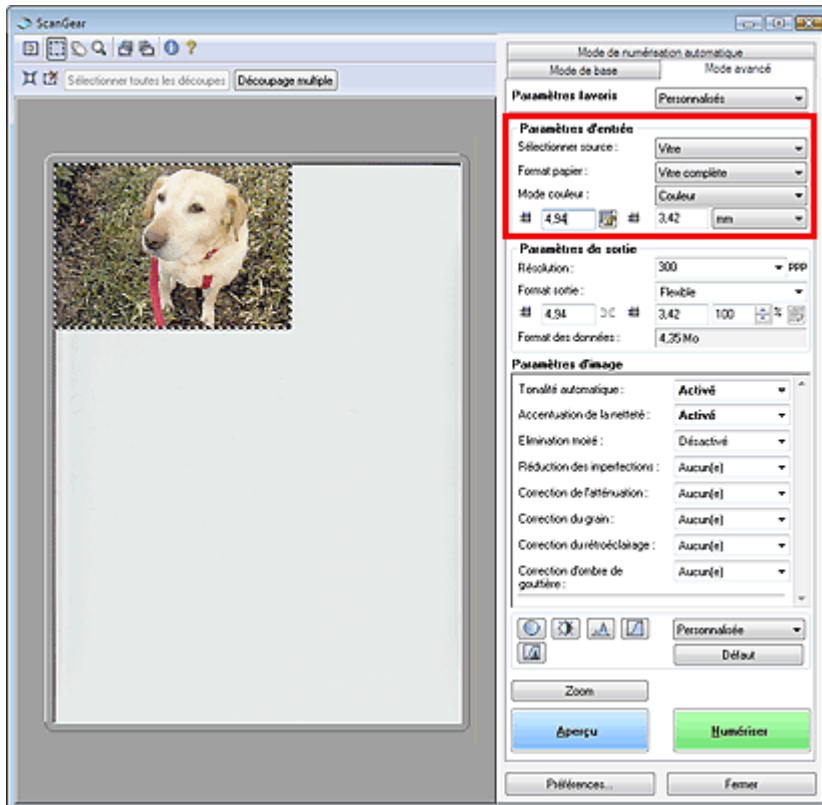 ScanGear
Sélectionner toutes les découpes Découpage multiple
Mode de numérisation automatique
Mode de base Mode avancé
Paramètres favoris Personnalisés
Paramètres d'entrée
Sélectionner source : Vitre
Format papier : Vitre complète
Mode couleur : Couleur
4,94 3,42 mm
Paramètres de sortie
Résolution : 300 PPP
Format sortie : Flexible
4,94 3,42 100 %
Format des données : 4,35 Mo
Paramètres d'image
Tonalité automatique : Activé
Accentuation de la netteté : Activé
Elimination moiré : Désactivé
Réduction des imperfections : Aucun(e)
Correction de l'atténuation : Aucun(e)
Correction du grain : Aucun(e)
Correction du rétroéclairage : Aucun(e)
Correction d'ombre de gouttière : Aucun(e)
Personnalisée
Défaut
Zoom
Aperçu Numériser
Préférences... Fermer